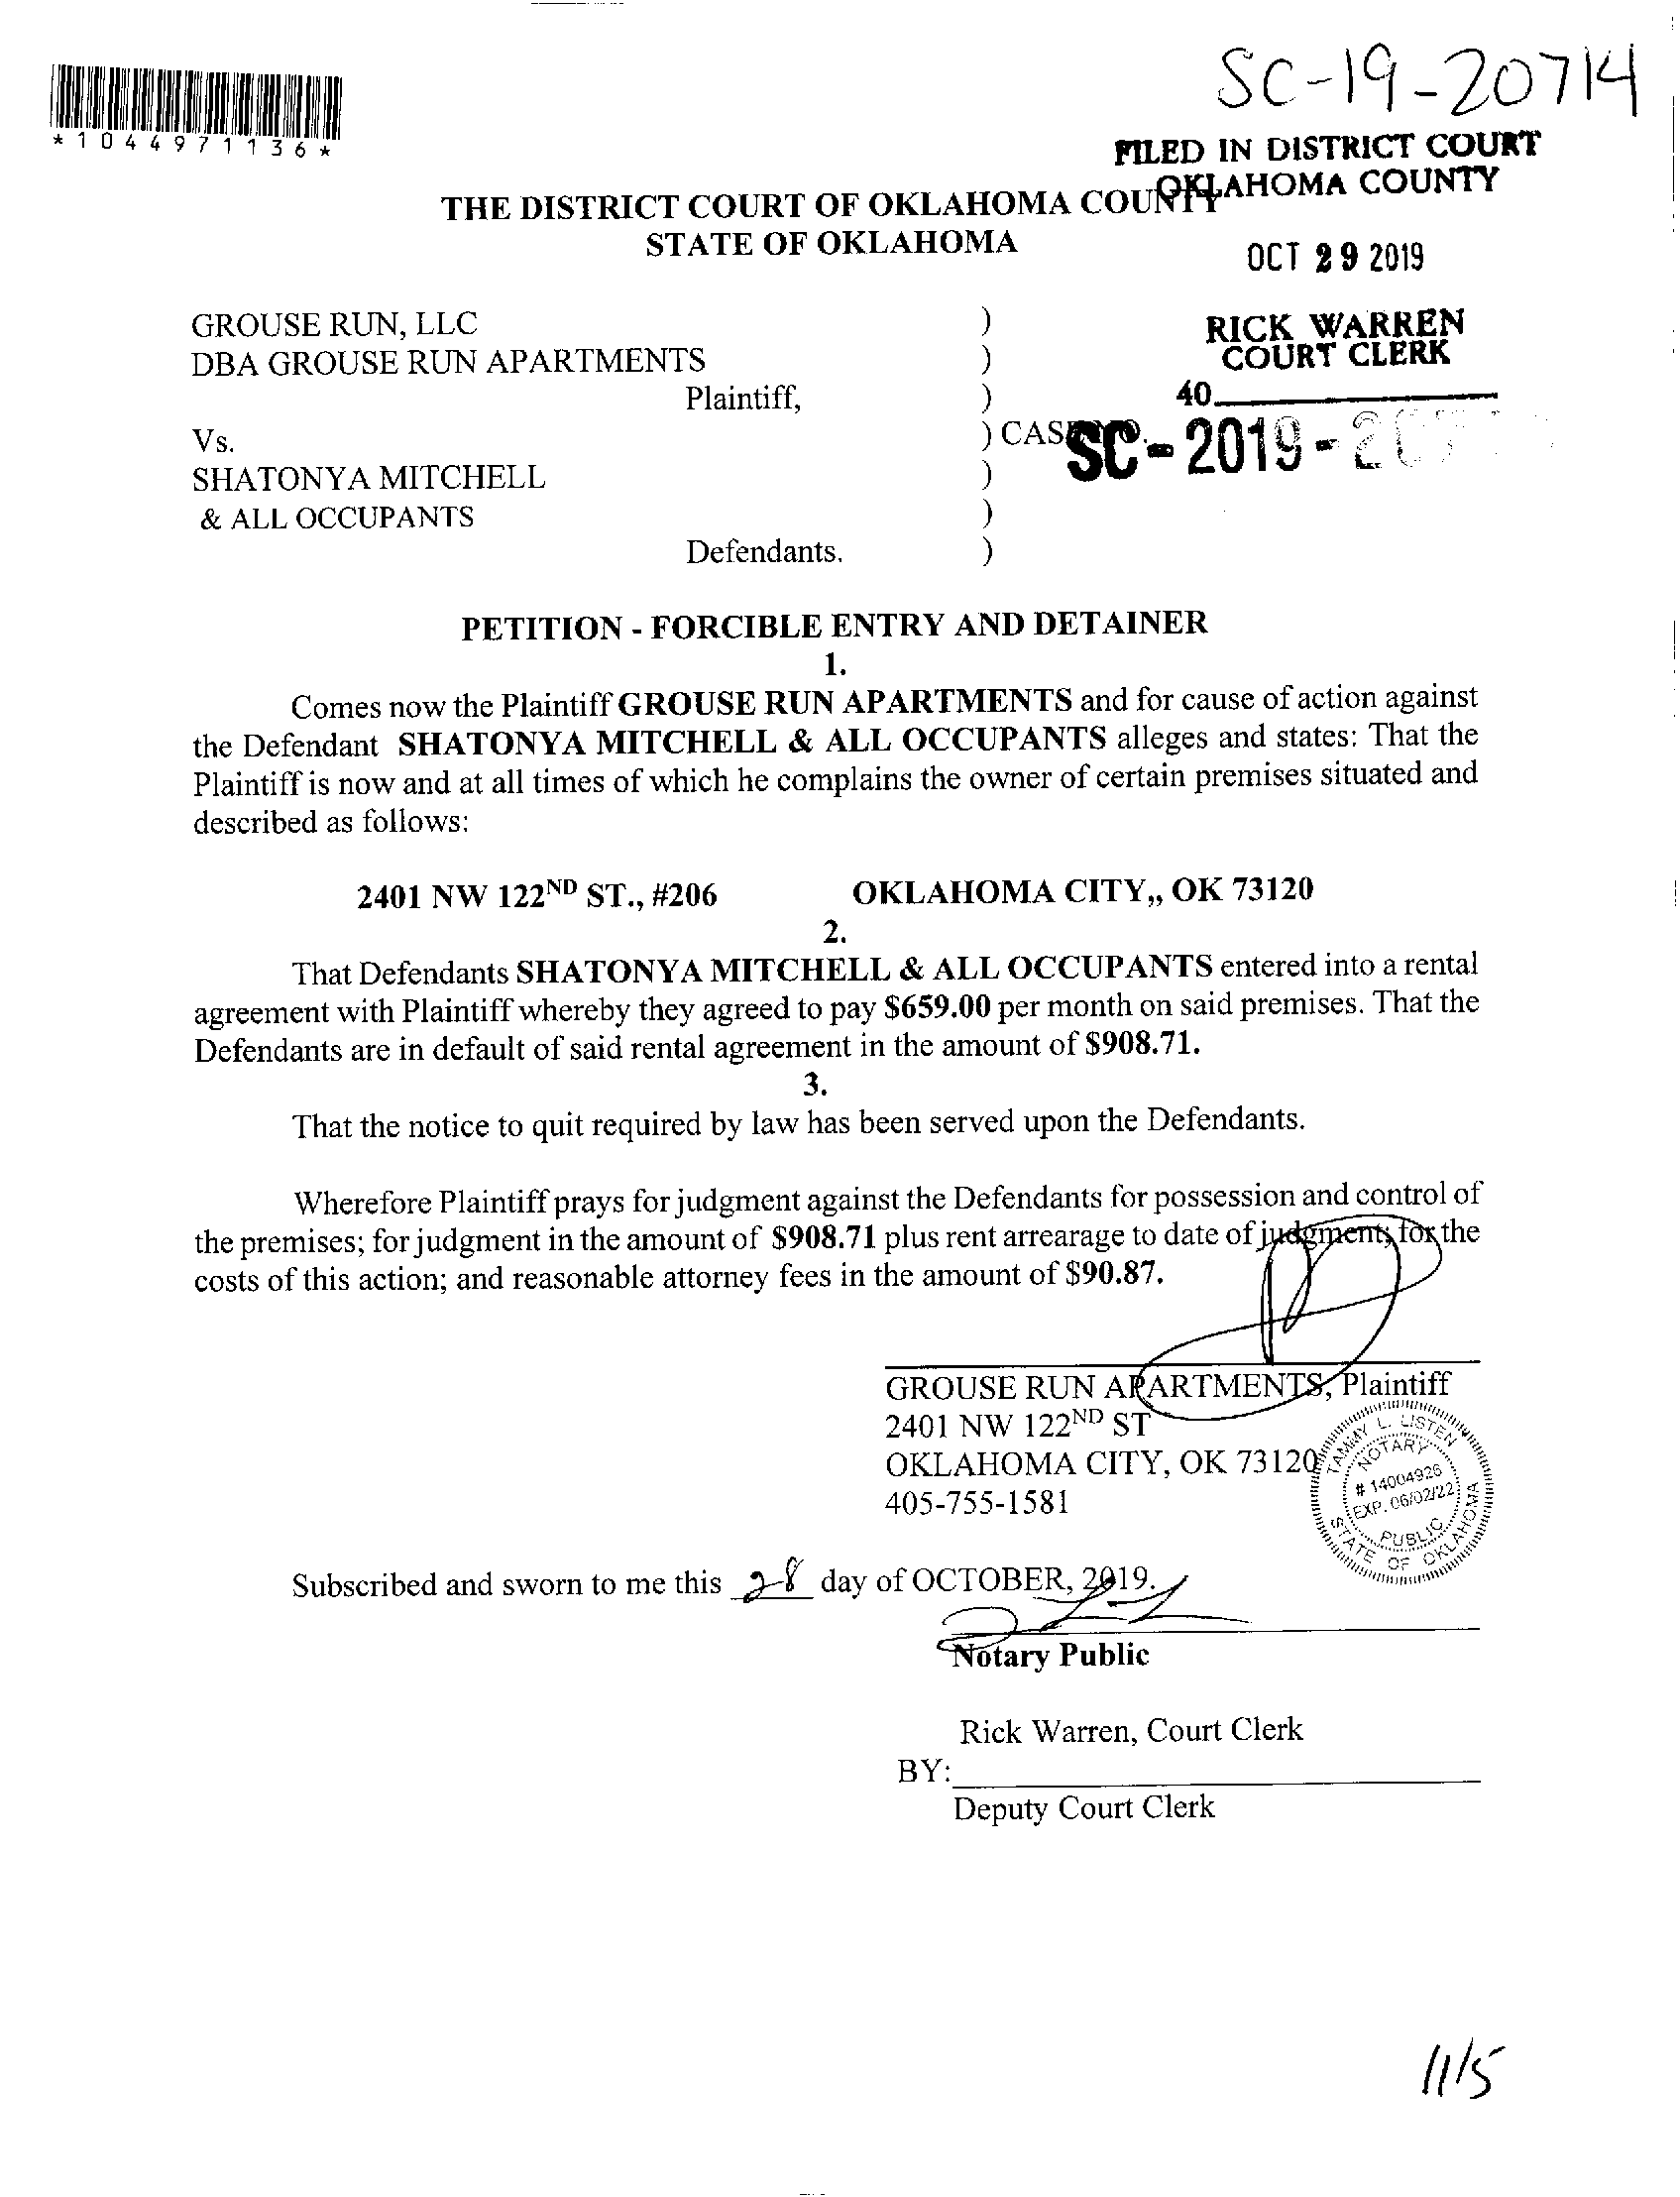 SC-19-20714
*1044971136*
FILED IN DISTRICT COURT
OKLAHOMA COUNTY
THE DISTRICT COURT OF OKLAHOMA COUNTY
STATE OF OKLAHOMA
OCT 29 2019
GROUSE RUN, LLC )
DBA GROUSE RUN APARTMENTS )
Plaintiff, )
RICK WARREN
COURT CLERK
40
Vs. ) CASE NO.
SC-2019-
SHATONYA MITCHELL )
& ALL OCCUPANTS )
Defendants. )
PETITION - FORCIBLE ENTRY AND DETAINER
1.
Comes now the Plaintiff GROUSE RUN APARTMENTS and for cause of action against
the Defendant SHATONYA MITCHELL & ALL OCCUPANTS alleges and states: That the
Plaintiff is now and at all times of which he complains the owner of certain premises situated and
described as follows:
2401 NW 122ND ST., #206 OKLAHOMA CITY,, OK 73120
2.
That Defendants SHATONYA MITCHELL & ALL OCCUPANTS entered into a rental
agreement with Plaintiff whereby they agreed to pay $659.00 per month on said premises. That the
Defendants are in default of said rental agreement in the amount of $908.71.
3.
That the notice to quit required by law has been served upon the Defendants.
Wherefore Plaintiff prays for judgment against the Defendants for possession and control of
the premises; for judgment in the amount of $908.71 plus rent arrearage to date of judgment; for the
costs of this action; and reasonable attorney fees in the amount of $90.87.
GROUSE RUN APARTMENTS, Plaintiff
2401 NW 122ND ST
OKLAHOMA CITY, OK 73120
405-755-1581
TAMMY L. LISTEN
NOTARY
# 14004926
EXP. 06/02/22
PUBLIC
STATE OF OKLAHOMA
Subscribed and sworn to me this 28 day of OCTOBER, 2019.
Notary Public
Rick Warren, Court Clerk
BY:
Deputy Court Clerk
11/5